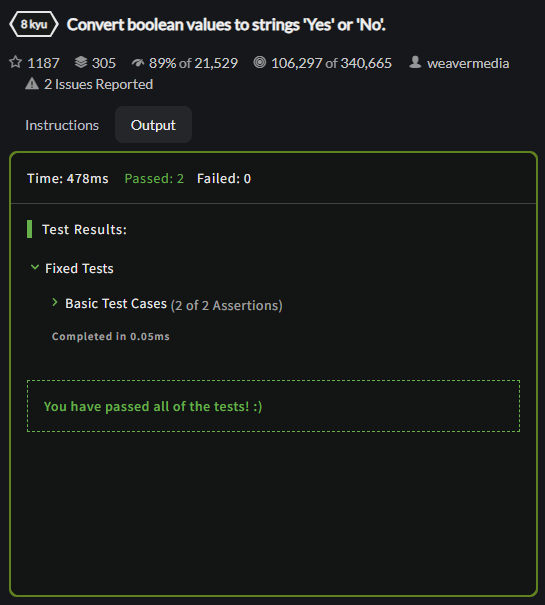 8 kyu Convert boolean values to strings 'Yes' or 'No'.
1187 305 89% of 21,529 106,297 of 340,665 weavermedia
2 Issues Reported
Instructions Output
Time: 478ms Passed: 2 Failed: 0
Test Results:
Fixed Tests
Basic Test Cases (2 of 2 Assertions)
Completed in 0.05ms
You have passed all of the tests! :)